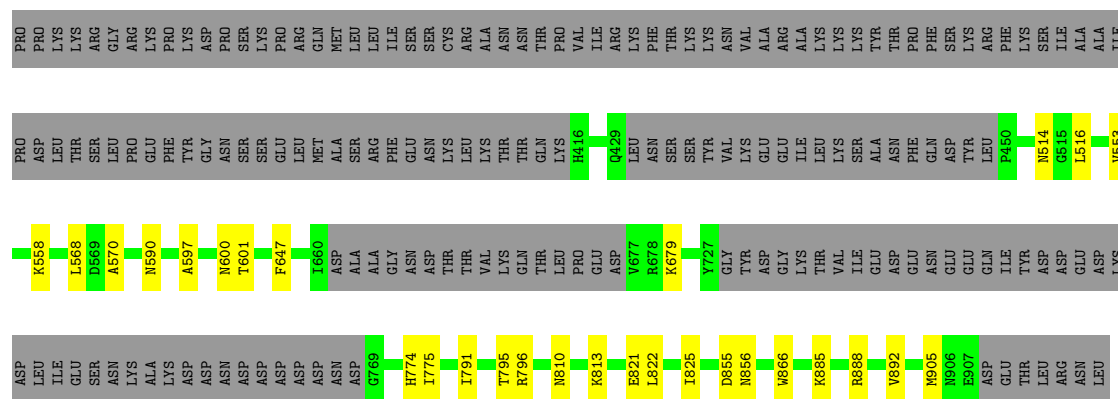 PRO PRO LYS LYS ARG GLY ARG LYS PRO LYS ASP PRO SER LYS PRO ARG GLN MET LEU LEU ILE SER SER CYS ARG ALA ASN ASN THR PRO VAL ILE ARG LYS PHE THR LYS LYS ASN VAL ALA ARG ALA LYS LYS LYS TYR THR PRO PHE SER LYS ARG PHE LYS SER ILE ALA ALA ILE
PRO ASP LEU THR SER LEU PRO GLU PHE TYR GLY ASN SER SER GLU LEU MET ALA SER ARG PHE GLU ASN LYS LEU LYS THR THR GLN LYS H416 Q429 LEU ASN SER SER TYR VAL LYS GLU GLU ILE LEU LYS SER ALA ASN PHE GLN ASP TYR LEU P450 N514 G515 L516 V553
K558 L568 D569 A570 N590 A597 N600 T601 F647 I660 ASP ALA ALA GLY ASN ASP THR THR VAL LYS GLN THR LEU PRO GLU ASP V677 R678 K679 Y727 GLY TYR ASP GLY LYS THR VAL ILE GLU ASP GLU ASN GLU GLU GLN ILE TYR ASP ASP GLU ASP LYS
ASP LEU ILE GLU SER ASN LYS ALA LYS ASP ASP ASP ASP ASP ASP ASP ASN ASP G769 H774 I775 I791 T795 R796 N810 K813 E821 L822 I825 D855 N856 W866 K885 R888 V892 M905 N906 E907 ASP GLU THR LEU ARG ASN LEU